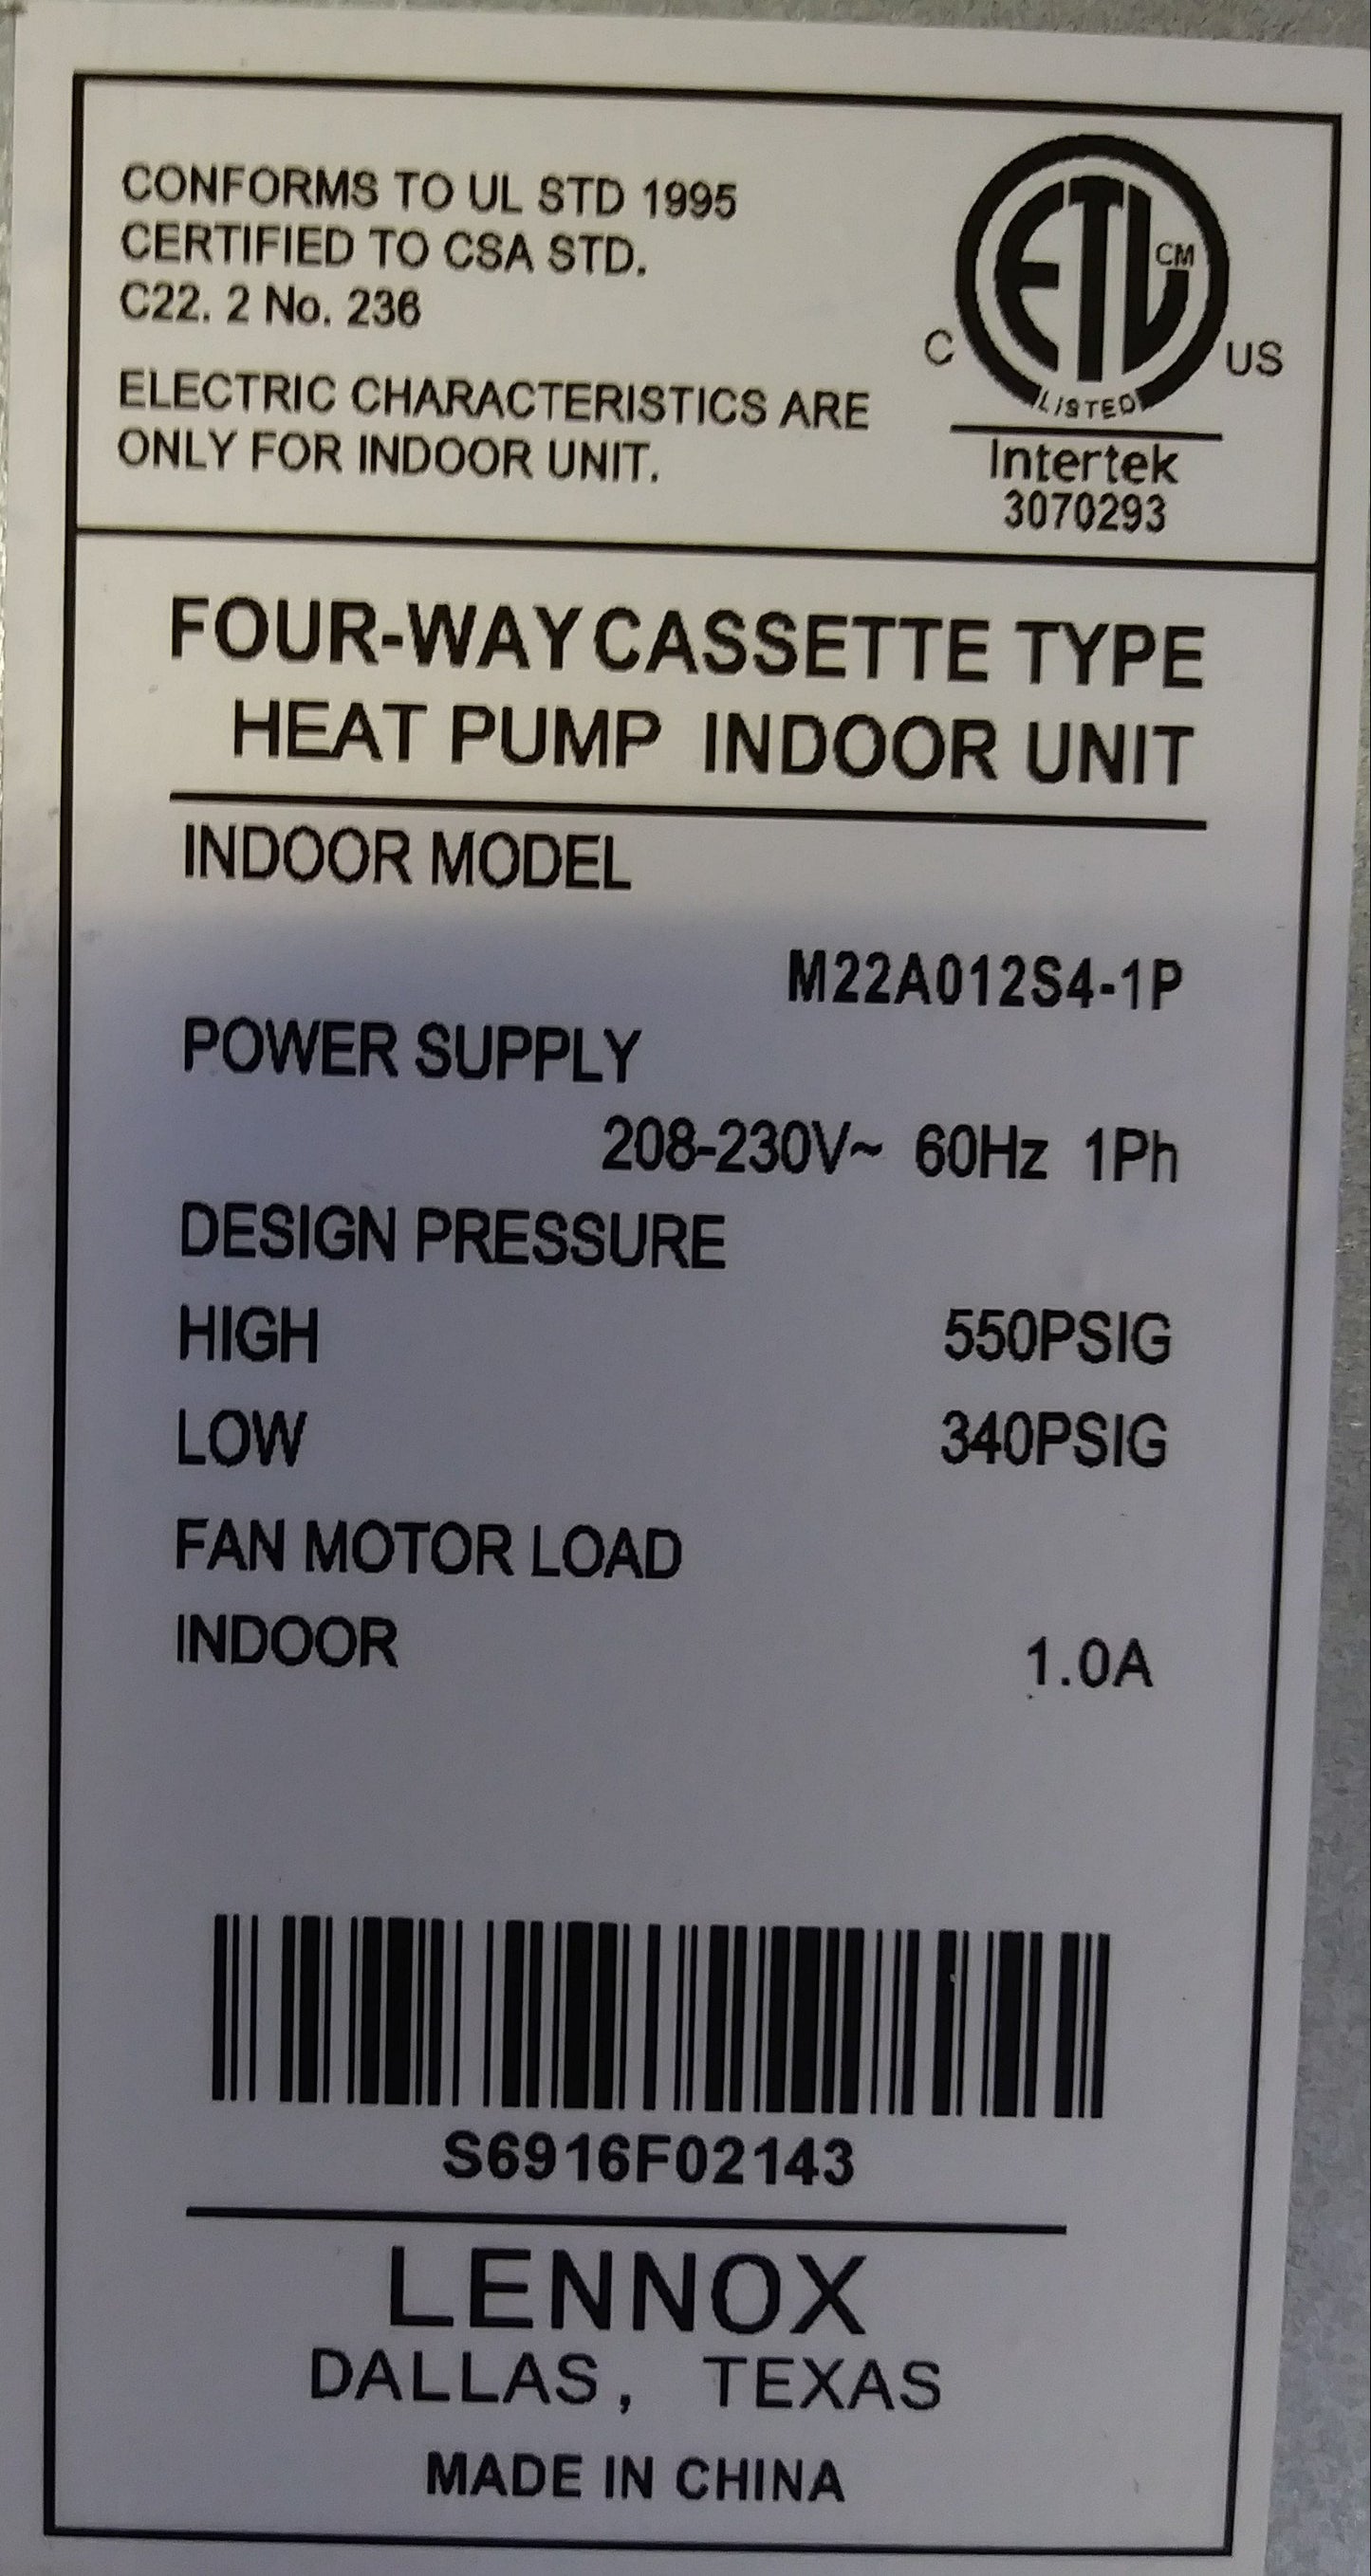 CONFORMS TO UL STD 1995
CERTIFIED TO CSA STD.
C22. 2 No. 236
ELECTRIC CHARACTERISTICS ARE
ONLY FOR INDOOR UNIT.
ETL CM
C US
LISTED
Intertek
3070293
FOUR-WAY CASSETTE TYPE
HEAT PUMP INDOOR UNIT
INDOOR MODEL
M22A012S4-1P
POWER SUPPLY
208-230V~ 60Hz 1Ph
DESIGN PRESSURE
HIGH 550PSIG
LOW 340PSIG
FAN MOTOR LOAD
INDOOR 1.0A
S6916F02143
LENNOX
DALLAS, TEXAS
MADE IN CHINA